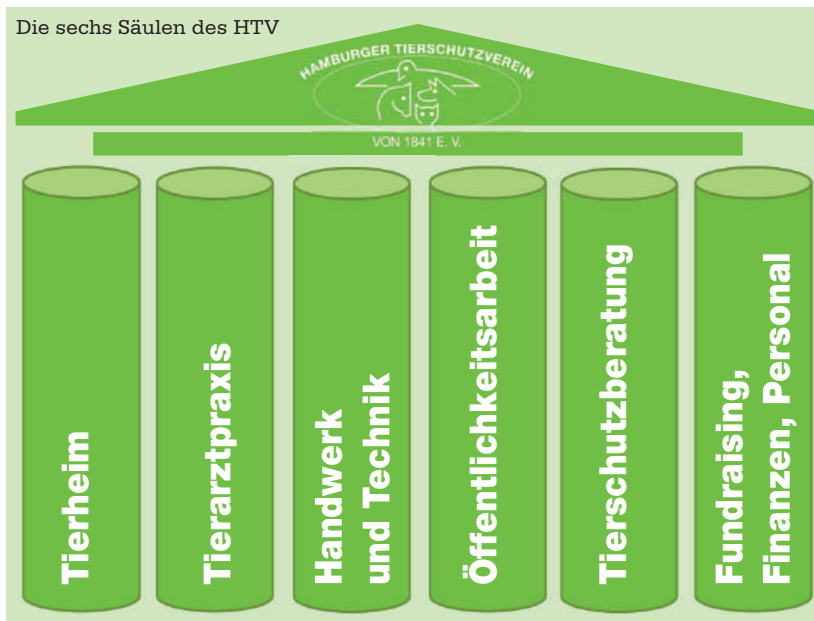 Die sechs Säulen des HTV
HAMBURGER TIERSCHUTZVEREIN
VON 1841 E. V.
Tierheim
Tierarztpraxis
Handwerk
und Technik
Öffentlichkeitsarbeit
Tierschutzberatung
Fundraising,
Finanzen, Personal